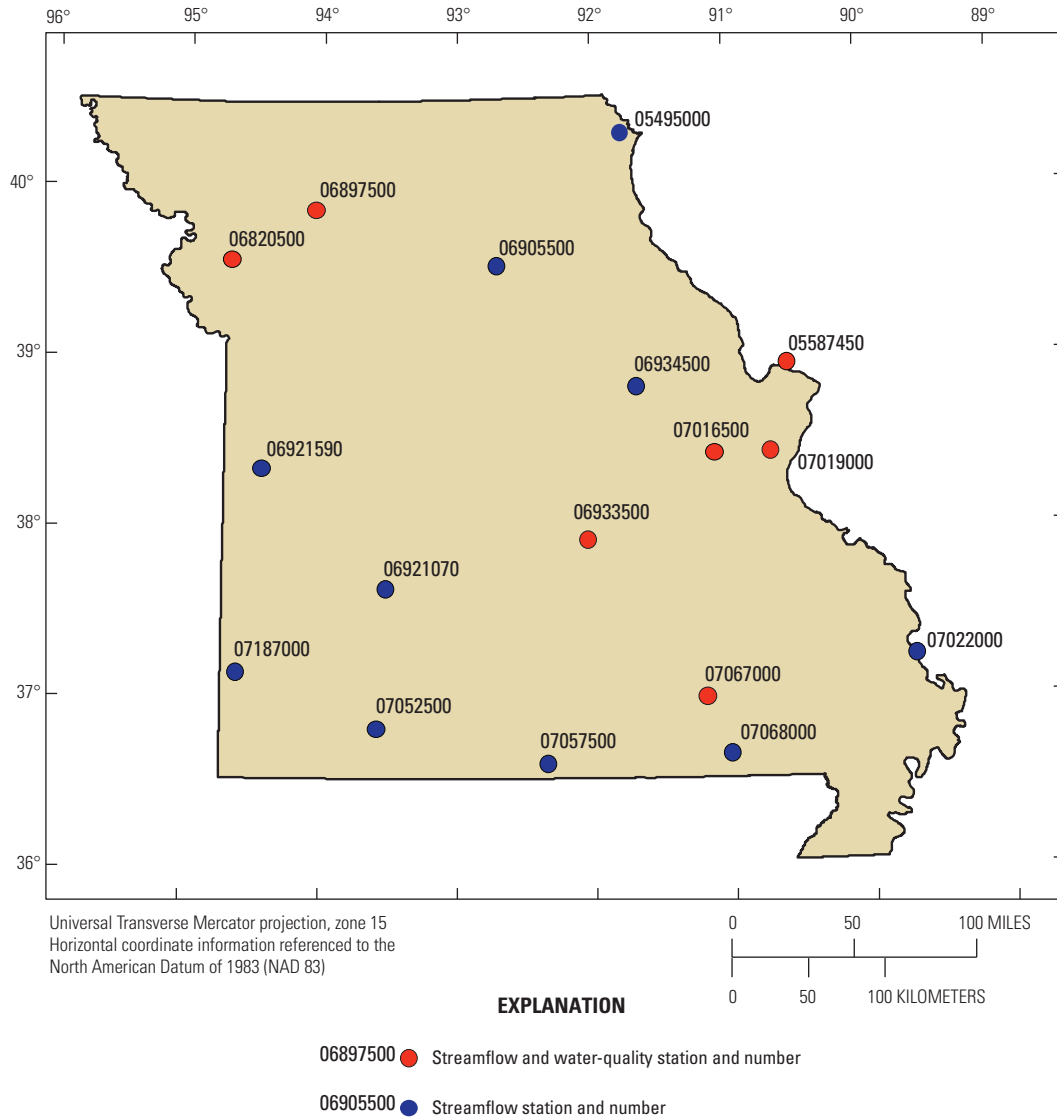 96° 95° 94° 93° 92° 91° 90° 89°
05495000
40°
06897500
06820500
06905500
39°
05587450
06934500
07016500
06921590
07019000
38°
06933500
06921070
07022000
07187000
07067000
37°
07052500
07057500
07068000
36°
Universal Transverse Mercator projection, zone 15
Horizontal coordinate information referenced to the
North American Datum of 1983 (NAD 83)
0 50 100 MILES
0 50 100 KILOMETERS
EXPLANATION
06897500 Streamflow and water-quality station and number
06905500 Streamflow station and number